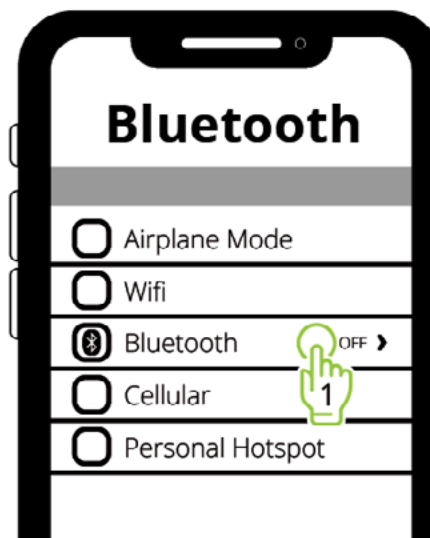 Bluetooth
Airplane Mode
Wifi
Bluetooth OFF
Cellular
1
Personal Hotspot